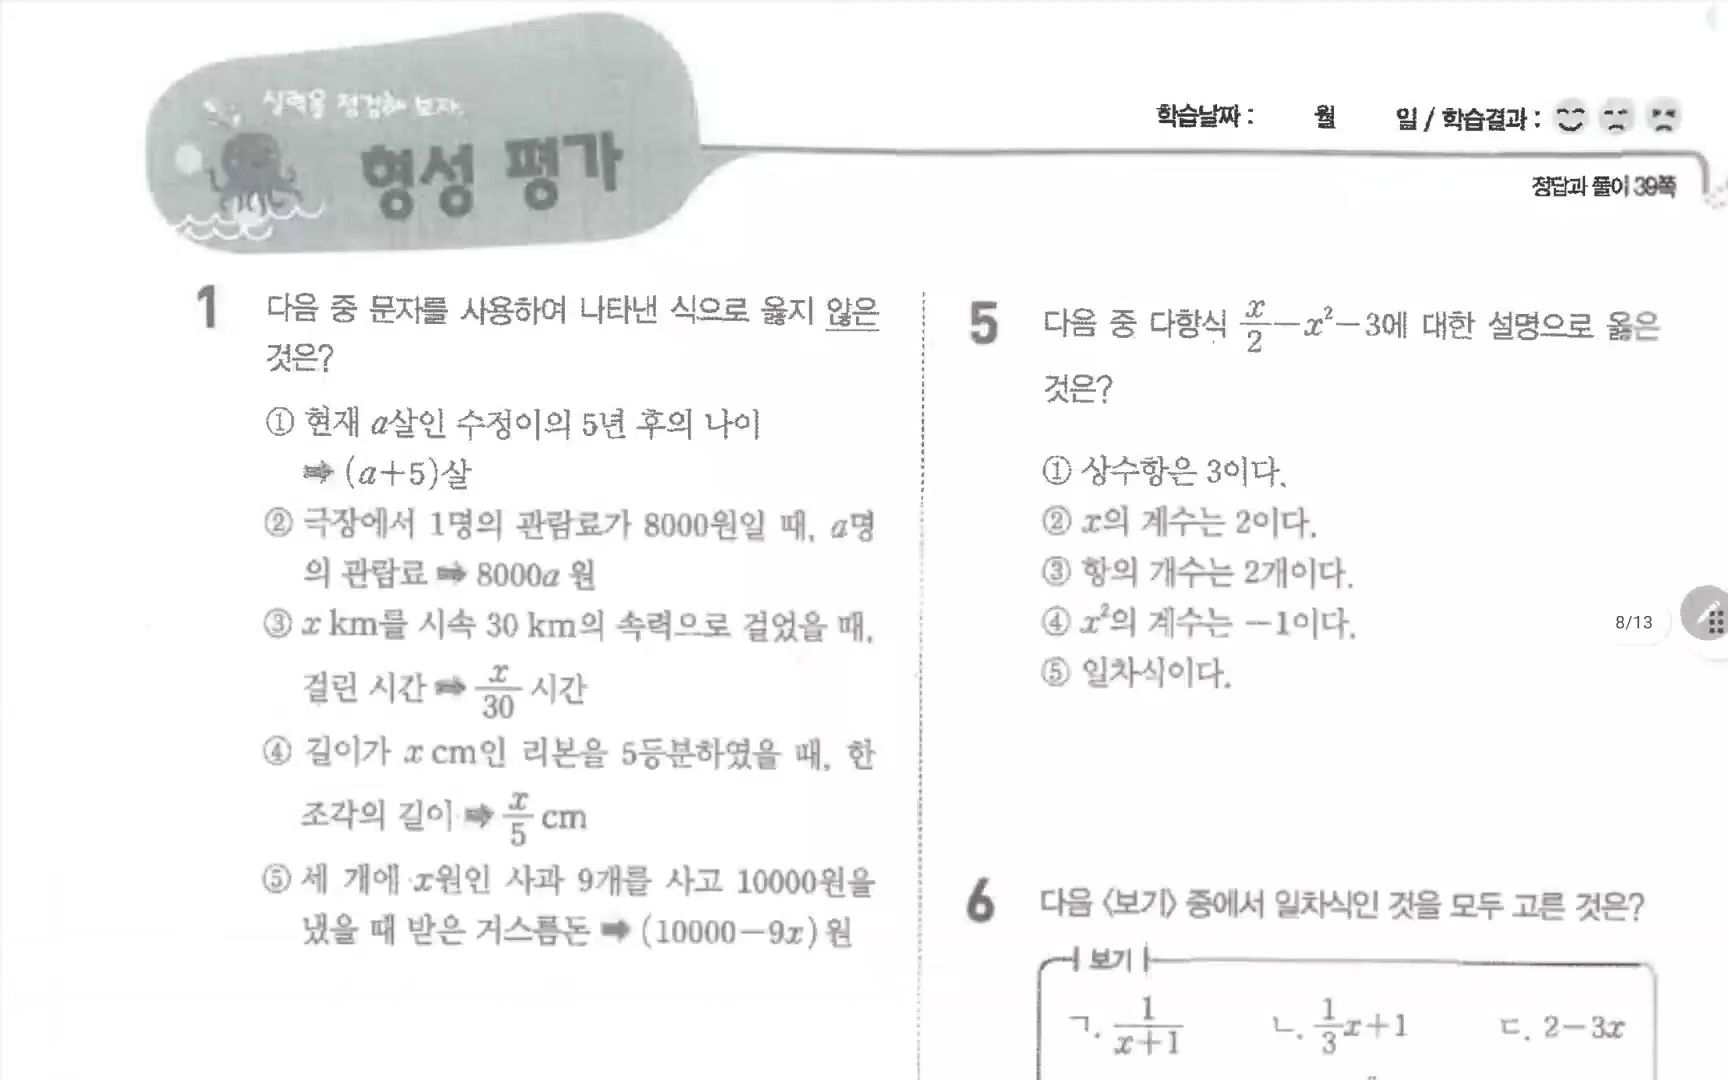 실력을 점검해 보자.
형성 평가
학습날짜 : 월 일 / 학습결과 :
정답과 풀이 39쪽
1 다음 중 문자를 사용하여 나타낸 식으로 옳지 않은
것은?
① 현재 a살인 수정이의 5년 후의 나이
➡ (a+5)살
② 극장에서 1명의 관람료가 8000원일 때, a명
의 관람료 ➡ 8000a 원
③ x km를 시속 30 km의 속력으로 걸었을 때,
걸린 시간 ➡ x/30 시간
④ 길이가 x cm인 리본을 5등분하였을 때, 한
조각의 길이 ➡ x/5 cm
⑤ 세 개에 x원인 사과 9개를 사고 10000원을
냈을 때 받은 거스름돈 ➡ (10000-9x)원
5 다음 중 다항식 x/2-x²-3에 대한 설명으로 옳은
것은?
① 상수항은 3이다.
② x의 계수는 2이다.
③ 항의 개수는 2개이다.
④ x²의 계수는 -1이다.
⑤ 일차식이다.
8/13
6 다음 〈보기〉 중에서 일차식인 것을 모두 고른 것은?
보기
ㄱ. 1/(x+1) ㄴ. 1/3x+1 ㄷ. 2-3x